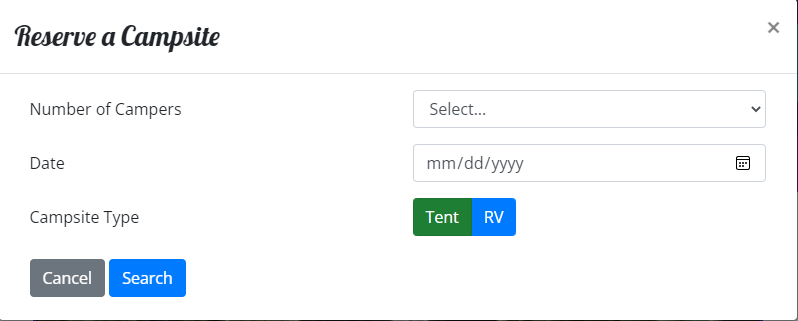 Reserve a Campsite ×
Number of Campers Select...
Date mm/dd/yyyy
Campsite Type Tent RV
Cancel Search